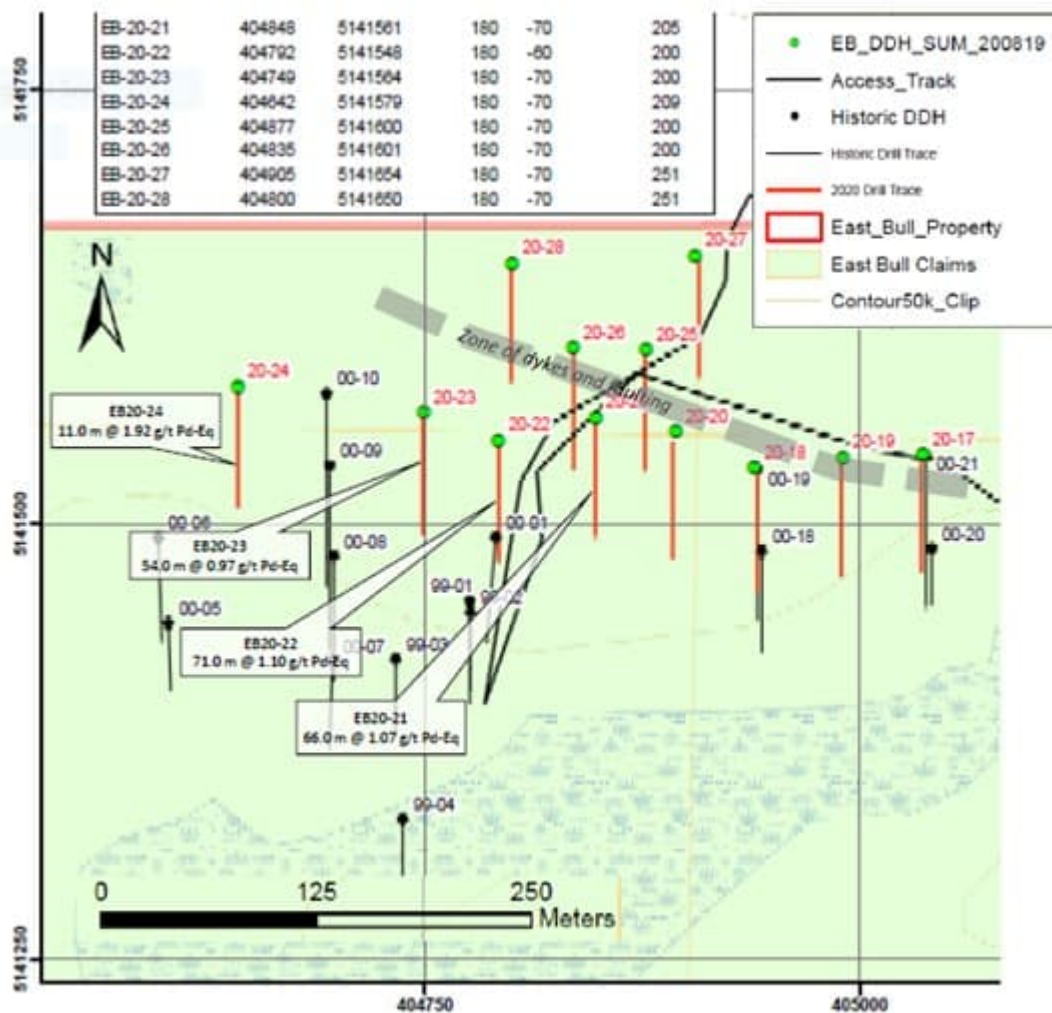 EB-20-21 404848 5141561 180 -70 205
EB-20-22 404792 5141548 180 -60 200
EB-20-23 404749 5141564 180 -70 200
EB-20-24 404642 5141579 180 -70 209
EB-20-25 404877 5141600 180 -70 200
EB-20-26 404835 5141601 180 -70 200
EB-20-27 404905 5141654 180 -70 251
EB-20-28 404800 5141650 180 -70 251
EB_DDH_SUM_200819
Access_Track
Historic DDH
Historic Drill Trace
2020 Drill Trace
East_Bull_Property
East Bull Claims
Contour50k_Clip
5141750
N
20-28
20-27
Zone of dykes and faulting
20-26
20-25
20-24
00-10
20-23
EB20-24
11.0 m @ 1.92 g/t Pd-Eq
20-22
20-20
00-09
20-18
20-19
20-17
00-19
00-21
5141500
00-06
00-01
00-18
00-20
EB20-23
54.0 m @ 0.97 g/t Pd-Eq
00-08
99-01
00-05
EB20-22
71.0 m @ 1.10 g/t Pd-Eq
99-03
EB20-21
66.0 m @ 1.07 g/t Pd-Eq
99-04
0 125 250
Meters
5141250
404750 405000